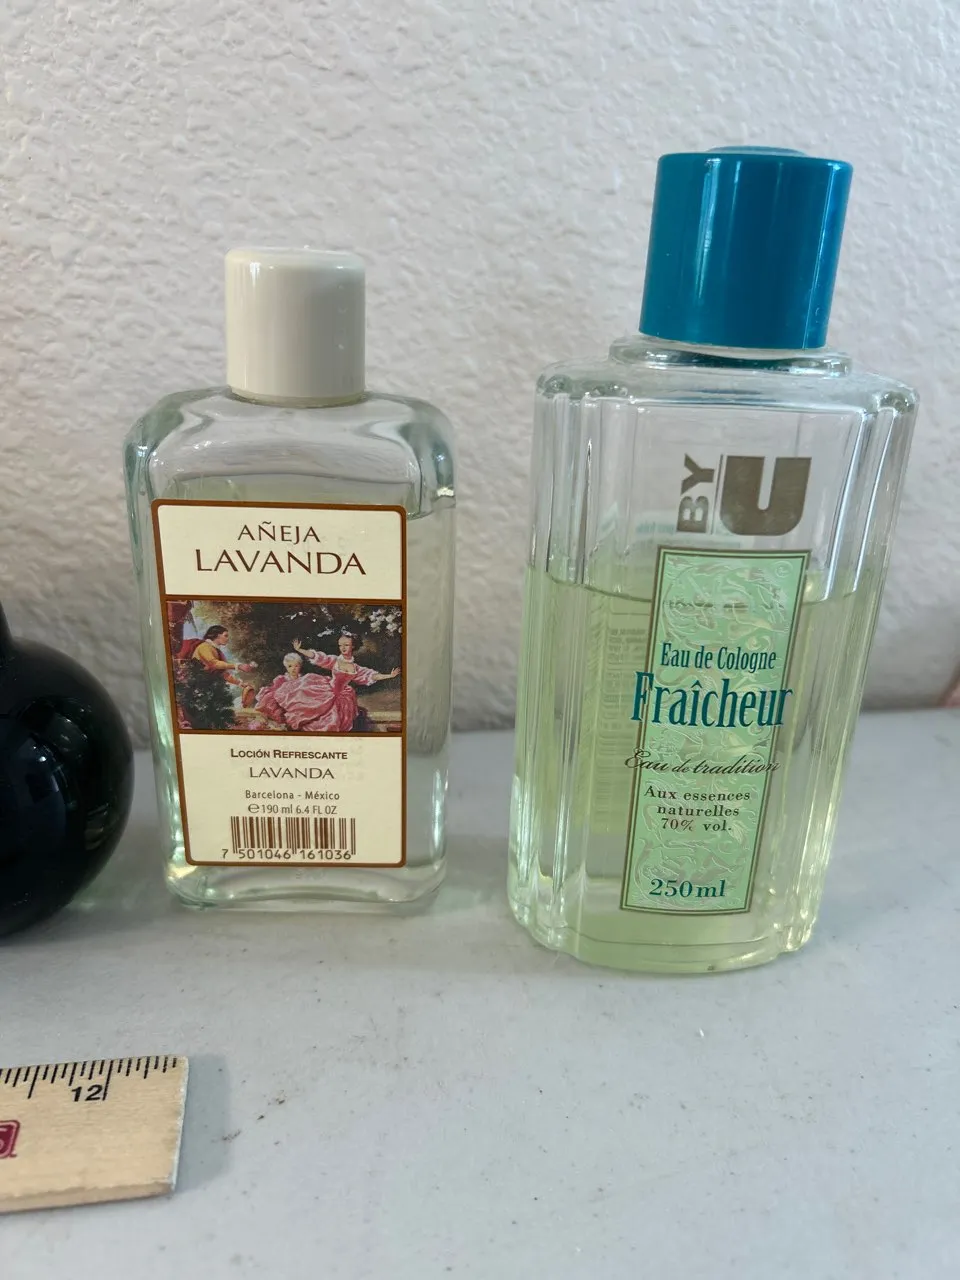 AÑEJA
LAVANDA
LOCIÓN REFRESCANTE
LAVANDA
Barcelona - México
℮190 ml 6.4 FL OZ
7 501046 161036
BY U
Eau de Cologne
Fraîcheur
Eau de tradition
Aux essences
naturelles
70% vol.
250ml
12